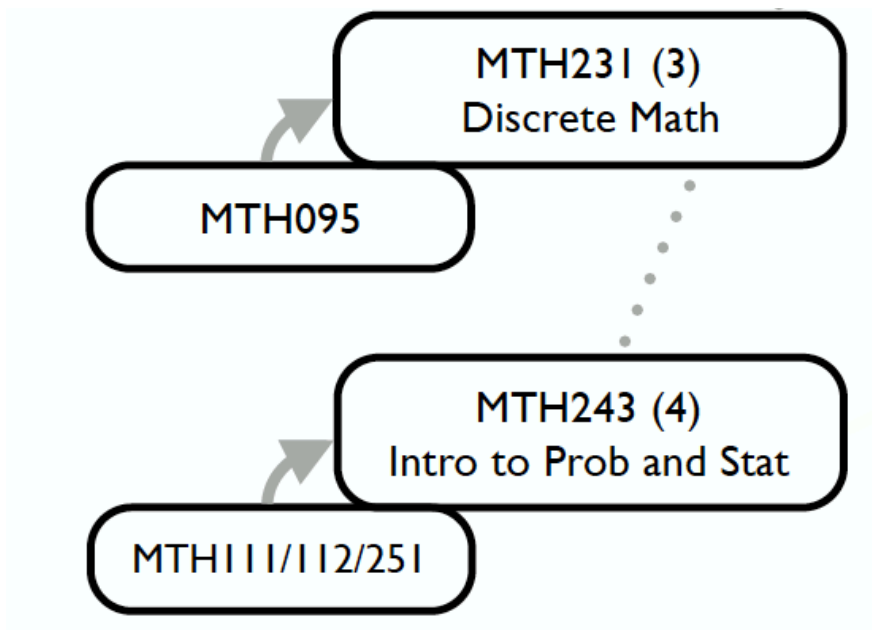 MTH231 (3)
Discrete Math
MTH095
MTH243 (4)
Intro to Prob and Stat
MTH111/112/251